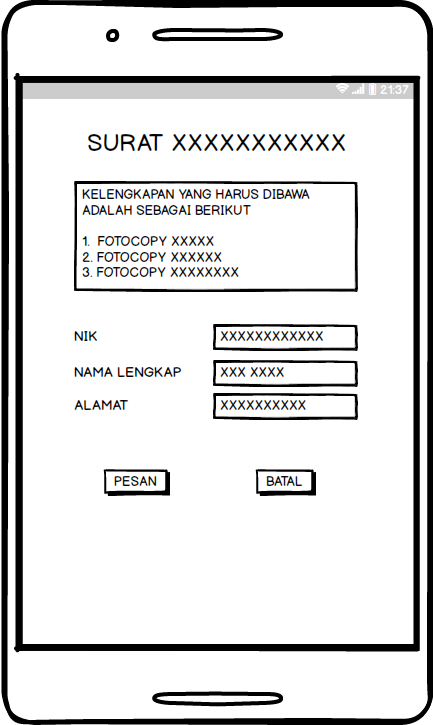 21:37
SURAT XXXXXXXXXXX
KELENGKAPAN YANG HARUS DIBAWA
ADALAH SEBAGAI BERIKUT
1. FOTOCOPY XXXXX
2. FOTOCOPY XXXXXX
3. FOTOCOPY XXXXXXXX
NIK XXXXXXXXXXXX
NAMA LENGKAP XXX XXXX
ALAMAT XXXXXXXXXX
PESAN BATAL